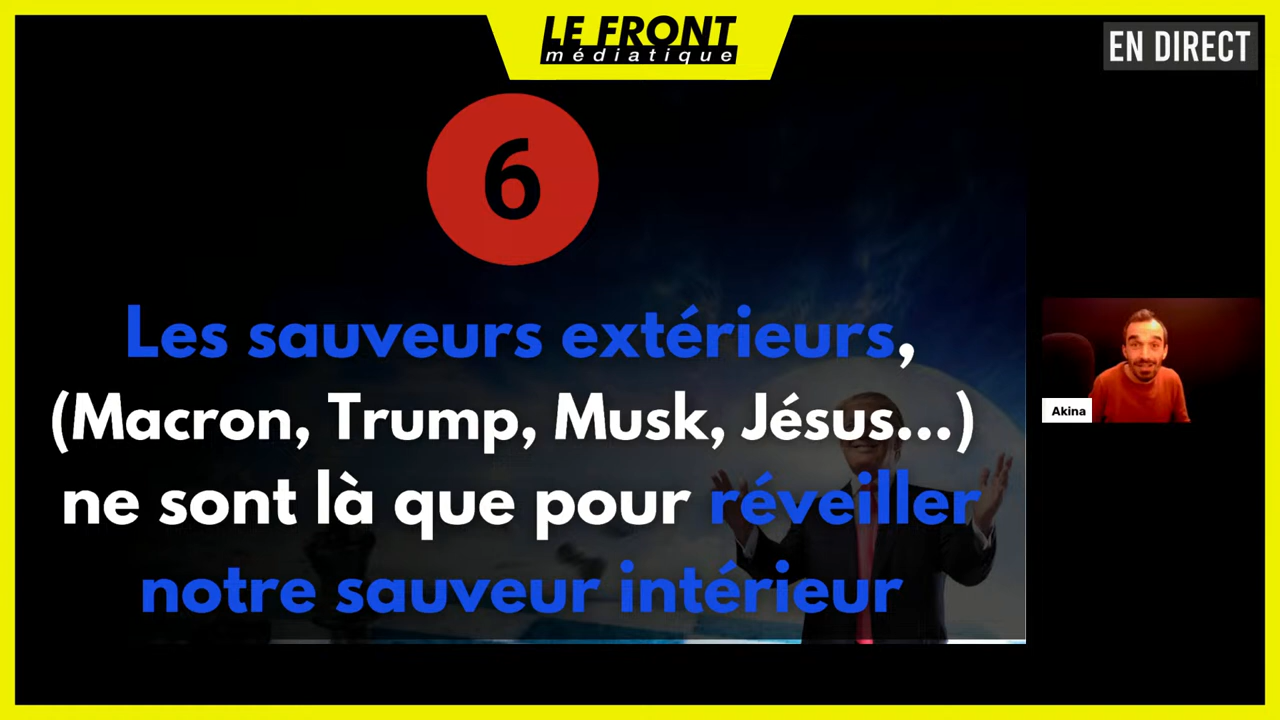 LE FRONT
médiatique
EN DIRECT
6
Les sauveurs extérieurs,
(Macron, Trump, Musk, Jésus...)
ne sont là que pour réveiller
notre sauveur intérieur
Akina